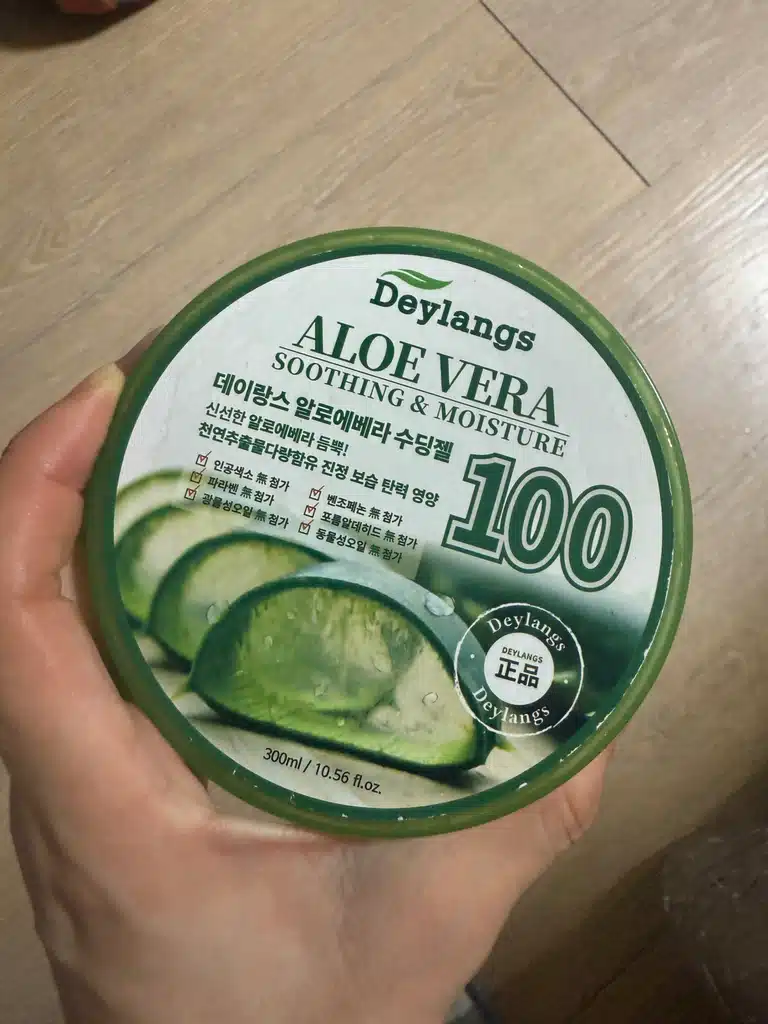 Deylangs
ALOE VERA
SOOTHING & MOISTURE
데이랑스 알로에베라 수딩젤
신선한 알로에베라 듬뿍!
천연추출물다량함유 진정 보습 탄력 영양
인공색소 無 첨가
파라벤 無 첨가
광물성오일 無 첨가
벤조페논 無 첨가
포름알데히드 無 첨가
동물성오일 無 첨가
100
Deylangs
DEYLANGS
正品
Deylangs
300ml / 10.56 fl.oz.